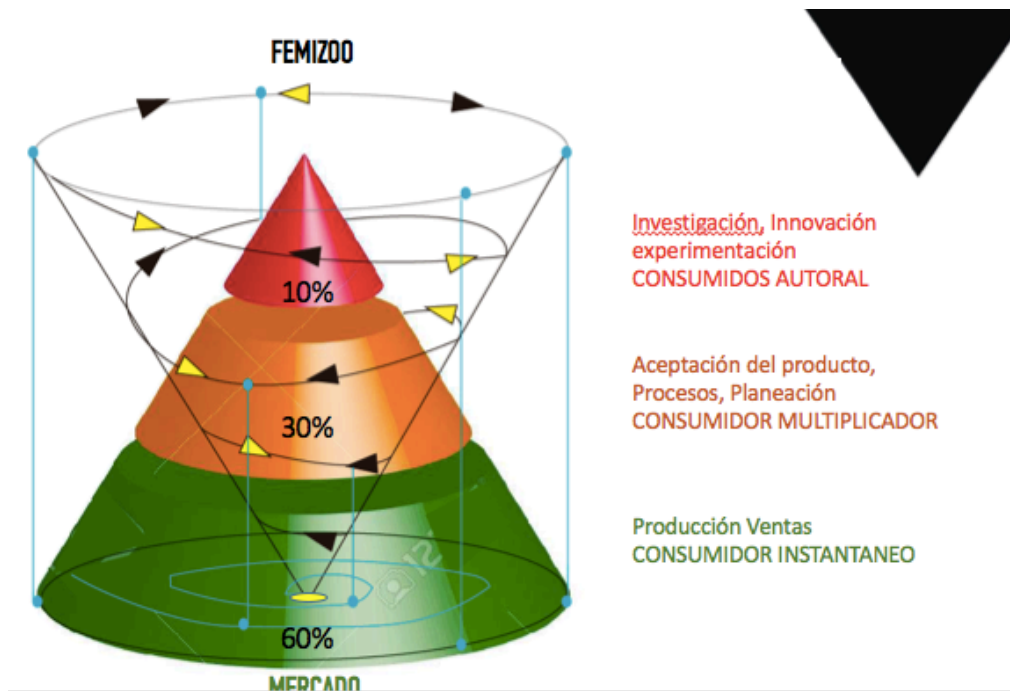 FEMIZOO
Investigación, Innovación
experimentación
CONSUMIDOS AUTORAL
10%
Aceptación del producto,
Procesos, Planeación
CONSUMIDOR MULTIPLICADOR
30%
Producción Ventas
CONSUMIDOR INSTANTANEO
60%
MERCADO